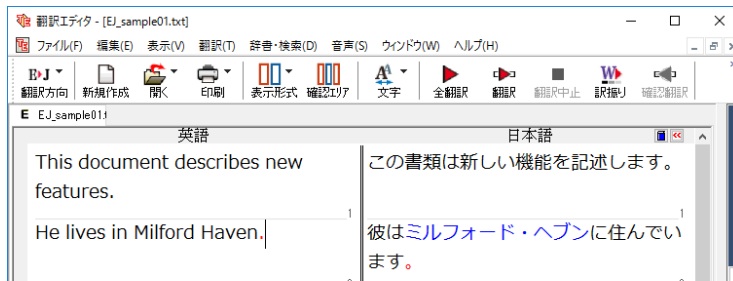 翻訳エディタ - [EJ_sample01.txt]
ファイル(F) 編集(E) 表示(V) 翻訳(T) 辞書・検索(D) 音声(S) ウィンドウ(W) ヘルプ(H)
E▶J
翻訳方向 新規作成 開く 印刷 表示形式 確認エリア 文字 全翻訳 翻訳 翻訳中止 訳振り 確認翻訳
E EJ_sample01.t
英語 日本語
This document describes new
features.
この書類は新しい機能を記述します。
1 1
He lives in Milford Haven.
彼はミルフォード・ヘブンに住んでい
ます。